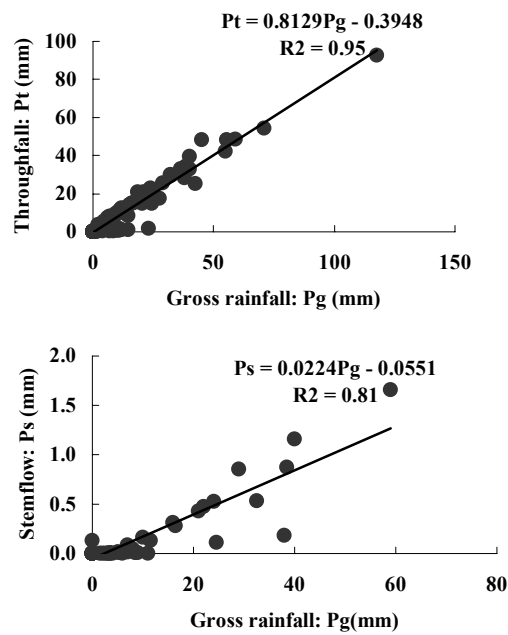 Pt = 0.8129Pg - 0.3948
R2 = 0.95
100
80
60
40
20
0
Throughfall: Pt (mm)
0 50 100 150
Gross rainfall: Pg (mm)
Ps = 0.0224Pg - 0.0551
R2 = 0.81
2.0
1.5
1.0
0.5
0.0
Stemflow: Ps (mm)
0 20 40 60 80
Gross rainfall: Pg(mm)